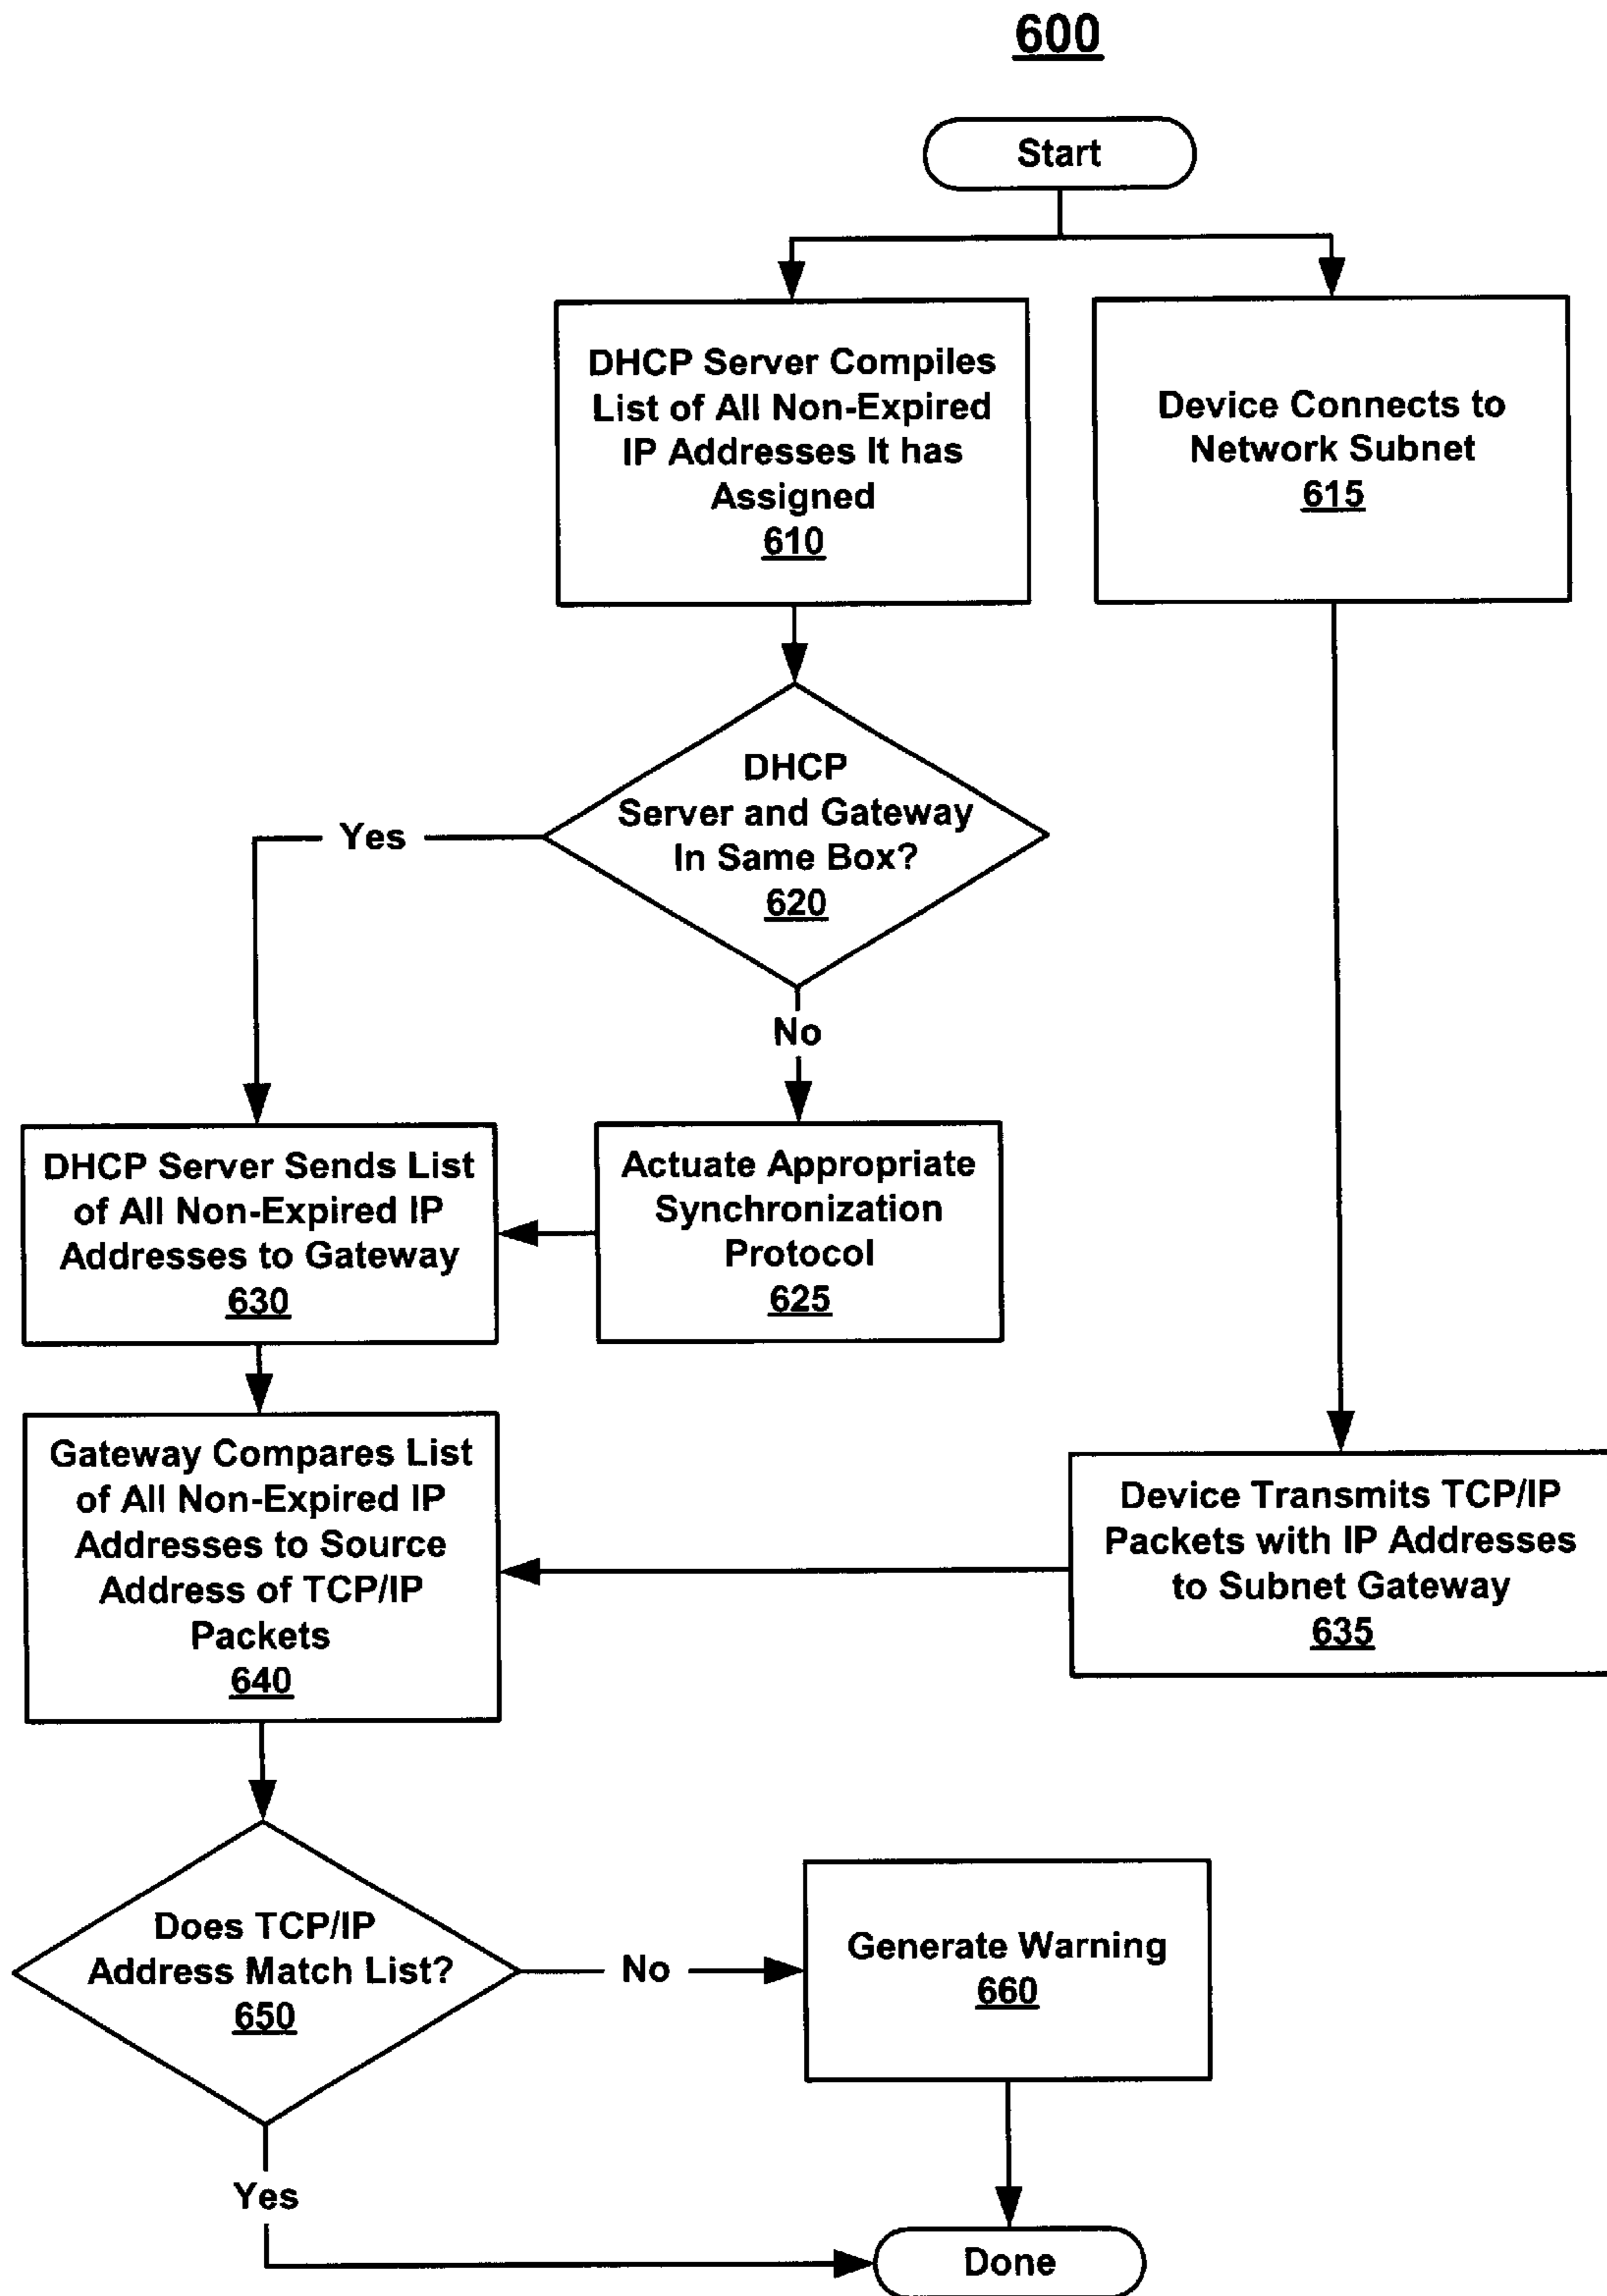 600
Start
DHCP Server Compiles
List of All Non-Expired
IP Addresses It has
Assigned
610
Device Connects to
Network Subnet
615
DHCP
Server and Gateway
In Same Box?
620
Yes
No
DHCP Server Sends List
of All Non-Expired IP
Addresses to Gateway
630
Actuate Appropriate
Synchronization
Protocol
625
Gateway Compares List
of All Non-Expired IP
Addresses to Source
Address of TCP/IP
Packets
640
Device Transmits TCP/IP
Packets with IP Addresses
to Subnet Gateway
635
Does TCP/IP
Address Match List?
650
No
Generate Warning
660
Yes
Done